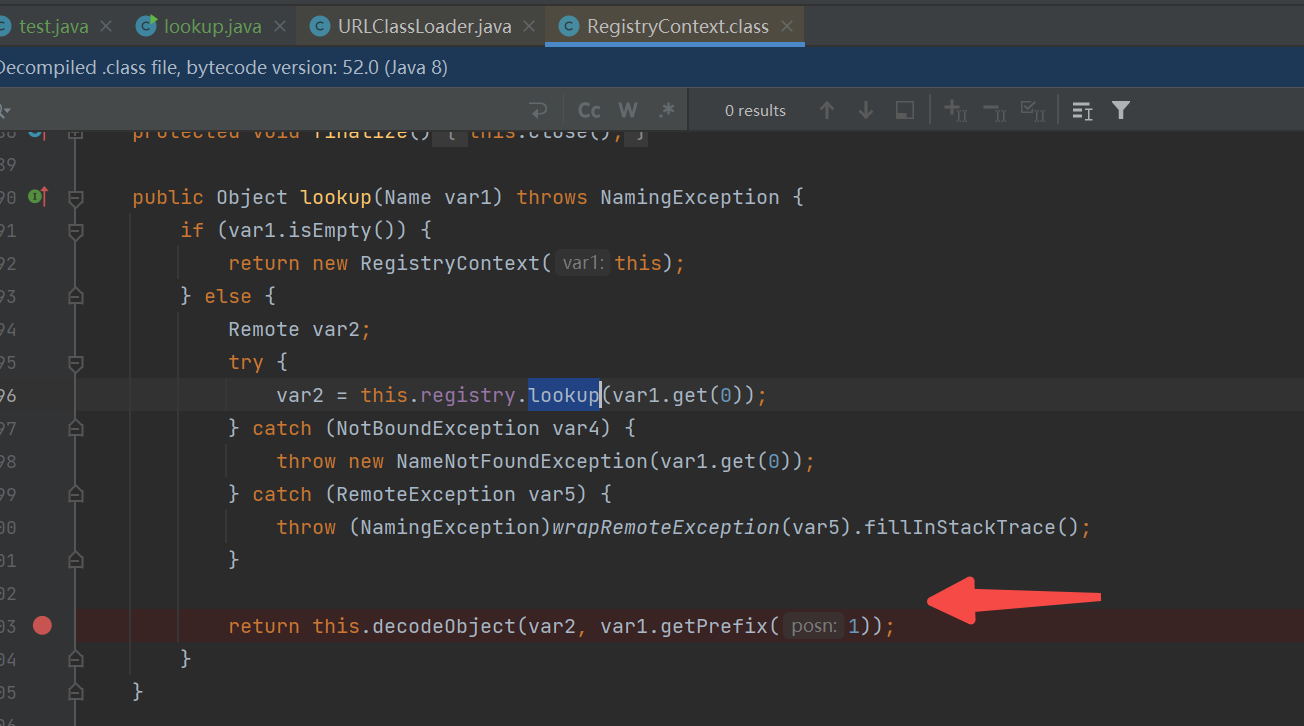 test.java lookup.java URLClassLoader.java RegistryContext.class
Decompiled .class file, bytecode version: 52.0 (Java 8)
Cc W .* 0 results
protected void finalize() { this.close(); }
89
90 public Object lookup(Name var1) throws NamingException {
91 if (var1.isEmpty()) {
92 return new RegistryContext( var1: this);
93 } else {
94 Remote var2;
95 try {
96 var2 = this.registry.lookup(var1.get(0));
97 } catch (NotBoundException var4) {
98 throw new NameNotFoundException(var1.get(0));
99 } catch (RemoteException var5) {
00 throw (NamingException)wrapRemoteException(var5).fillInStackTrace();
01 }
02
03 return this.decodeObject(var2, var1.getPrefix( posn: 1));
04 }
05 }